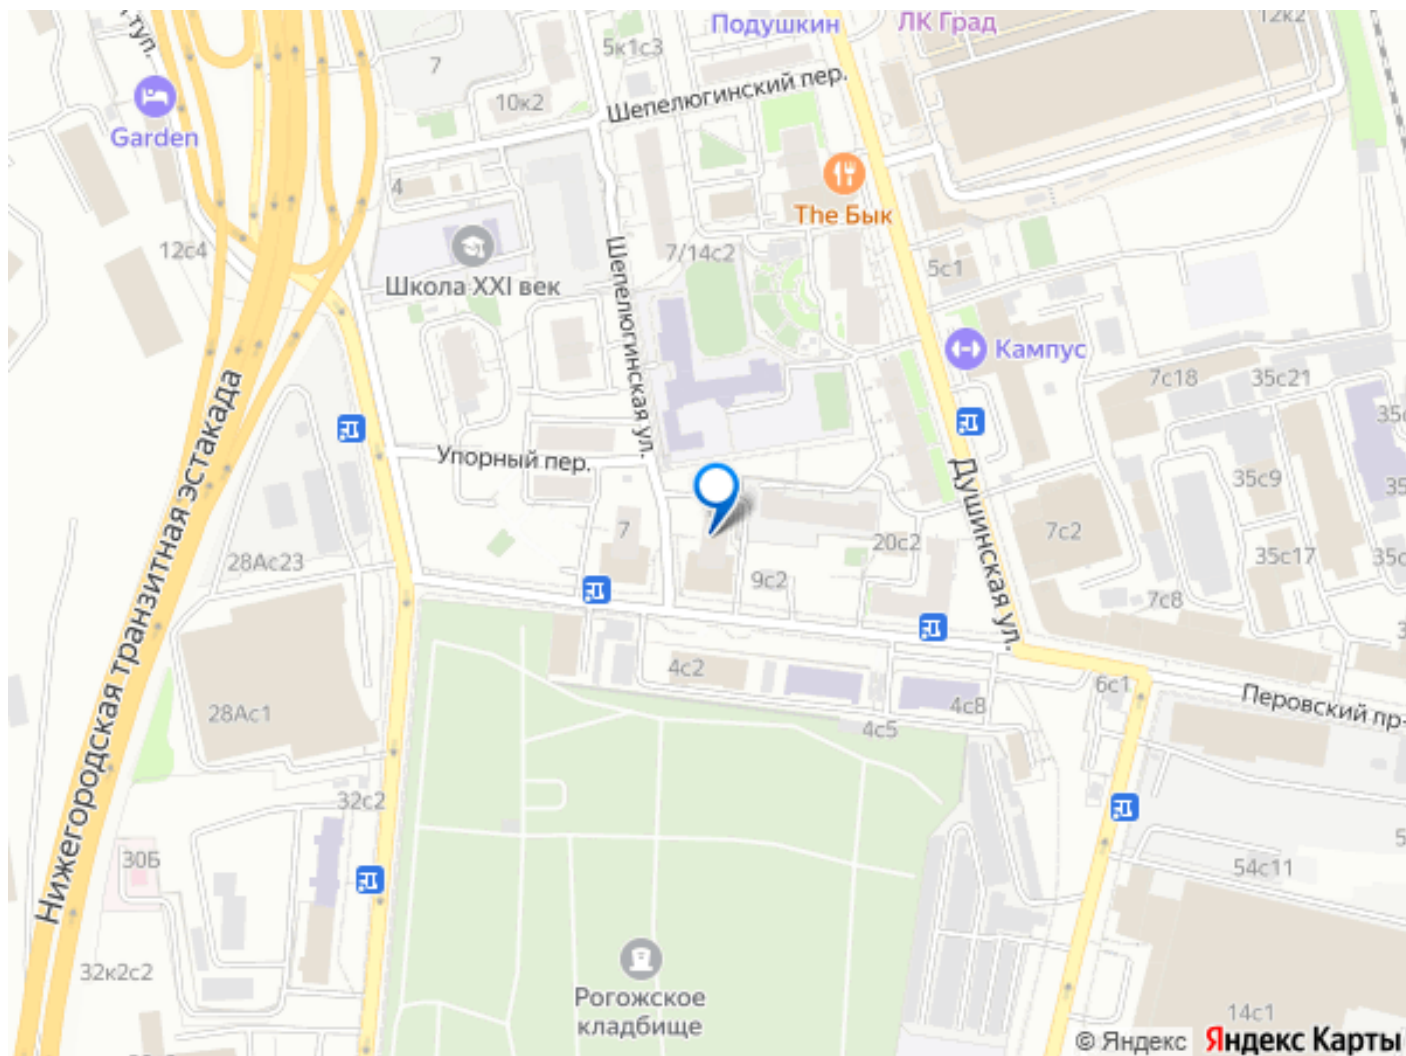 Подушкин
ЛК Град
12к2
-туп.
5к1с3
7
10к2
Шепелюгинский пер.
Garden
4
The Бык
12с4
Школа XXI век
7/14с2
5с1
Шепелюгинская ул.
Кампус
7с18
35с21
Нижегородская транзитная эстакада
Упорный пер.
Душинская ул.
35с9
7
7с2
28Ас23
20с2
35с17
9с2
7с8
4с2
6с1
4с8
Перовский пр-
28Ас1
4с5
32с2
30Б
54с11
32к2с2
Рогожское
кладбище
14с1
© Яндекс Яндекс Карты